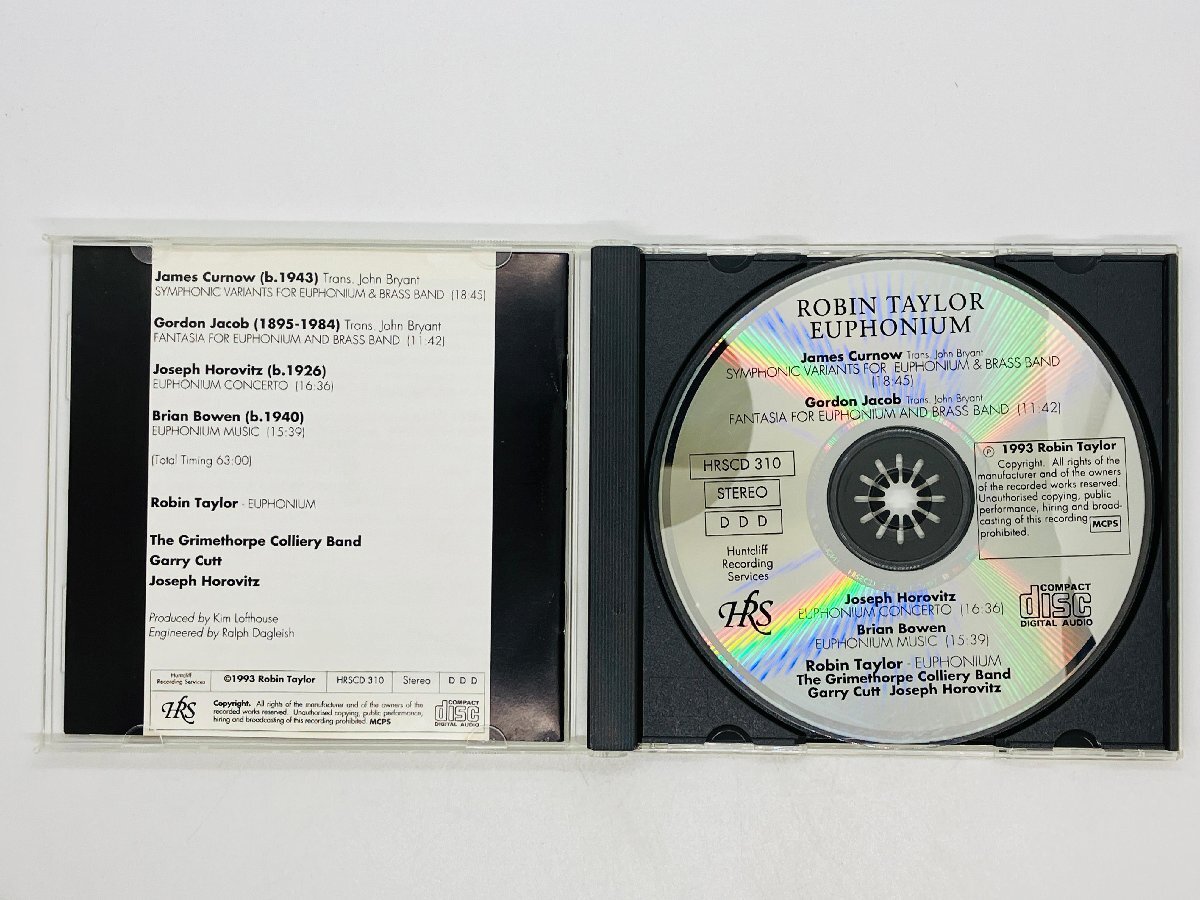 James Curnow (b.1943) Trans. John Bryant
SYMPHONIC VARIANTS FOR EUPHONIUM & BRASS BAND (18:45)
Gordon Jacob (1895-1984) Trans. John Bryant
FANTASIA FOR EUPHONIUM AND BRASS BAND (11:42)
Joseph Horovitz (b.1926)
EUPHONIUM CONCERTO (16:36)
Brian Bowen (b.1940)
EUPHONIUM MUSIC (15:39)
(Total Timing 63:00)
Robin Taylor - EUPHONIUM
The Grimethorpe Colliery Band
Garry Cutt
Joseph Horovitz
Produced by Kim Lofthouse
Engineered by Ralph Dagleish
Huntcliff
Recording Services
©1993 Robin Taylor
HRSCD 310
Stereo
D D D
HRS
Copyright. All rights of the manufacturer and of the owners of the
recorded works reserved. Unauthorised copying, public performance,
hiring and broadcasting of this recording prohibited. MCPS
COMPACT
disc
DIGITAL AUDIO
ROBIN TAYLOR
EUPHONIUM
James Curnow Trans. John Bryant
SYMPHONIC VARIANTS FOR EUPHONIUM & BRASS BAND
(18:45)
Gordon Jacob Trans. John Bryant
FANTASIA FOR EUPHONIUM AND BRASS BAND (11:42)
HRSCD 310
STEREO
D D D
Huntcliff
Recording
Services
HRS
℗ 1993 Robin Taylor
Copyright. All rights of the
manufacturer and of the owners
of the recorded works reserved.
Unauthorised copying, public
performance, hiring and broad-
casting of this recording
prohibited. MCPS
COMPACT
disc
DIGITAL AUDIO
Joseph Horovitz
EUPHONIUM CONCERTO (16:36)
Brian Bowen
EUPHONIUM MUSIC (15:39)
Robin Taylor - EUPHONIUM
The Grimethorpe Colliery Band
Garry Cutt Joseph Horovitz